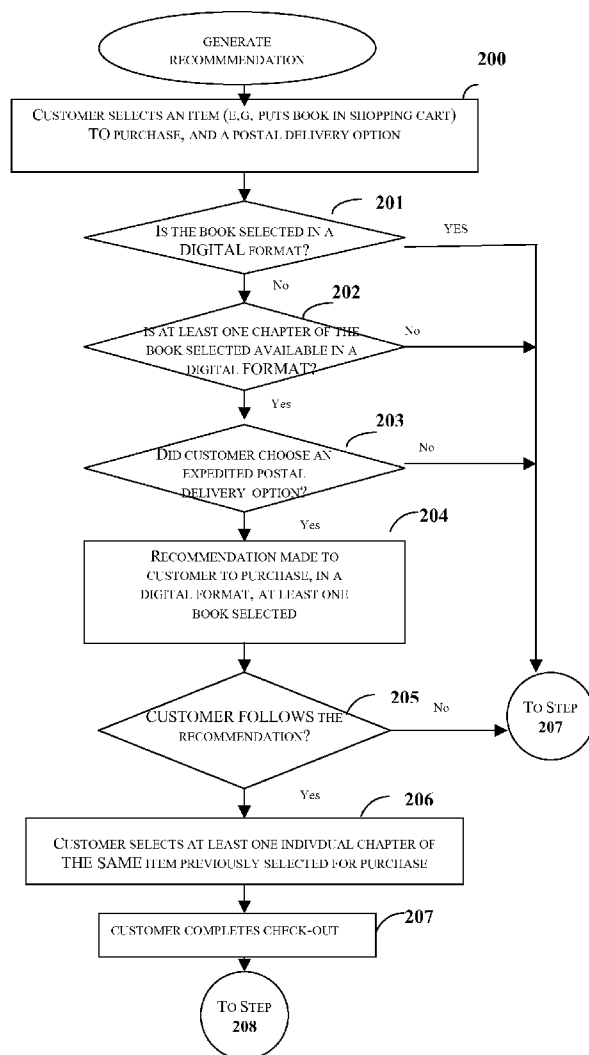 GENERATE
RECOMMMENDATION
200
CUSTOMER SELECTS AN ITEM (E,G, PUTS BOOK IN SHOPPING CART)
TO PURCHASE, AND A POSTAL DELIVERY OPTION
201
IS THE BOOK SELECTED IN A
DIGITAL FORMAT?
YES
No
202
IS AT LEAST ONE CHAPTER OF THE
BOOK SELECTED AVAILABLE IN A
DIGITAL FORMAT?
No
Yes
203
DID CUSTOMER CHOOSE AN
EXPEDITED POSTAL
DELIVERY OPTION?
No
Yes
204
RECOMMENDATION MADE TO
CUSTOMER TO PURCHASE, IN A
DIGITAL FORMAT, AT LEAST ONE
BOOK SELECTED
205
CUSTOMER FOLLOWS THE
RECOMMENDATION?
No
TO STEP
207
Yes
206
CUSTOMER SELECTS AT LEAST ONE INDIVDUAL CHAPTER OF
THE SAME ITEM PREVIOUSLY SELECTED FOR PURCHASE
207
CUSTOMER COMPLETES CHECK-OUT
TO STEP
208